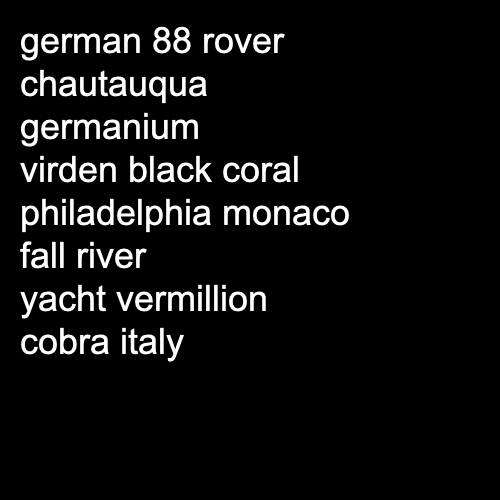 german 88 rover
chautauqua
germanium
virden black coral
philadelphia monaco
fall river
yacht vermillion
cobra italy